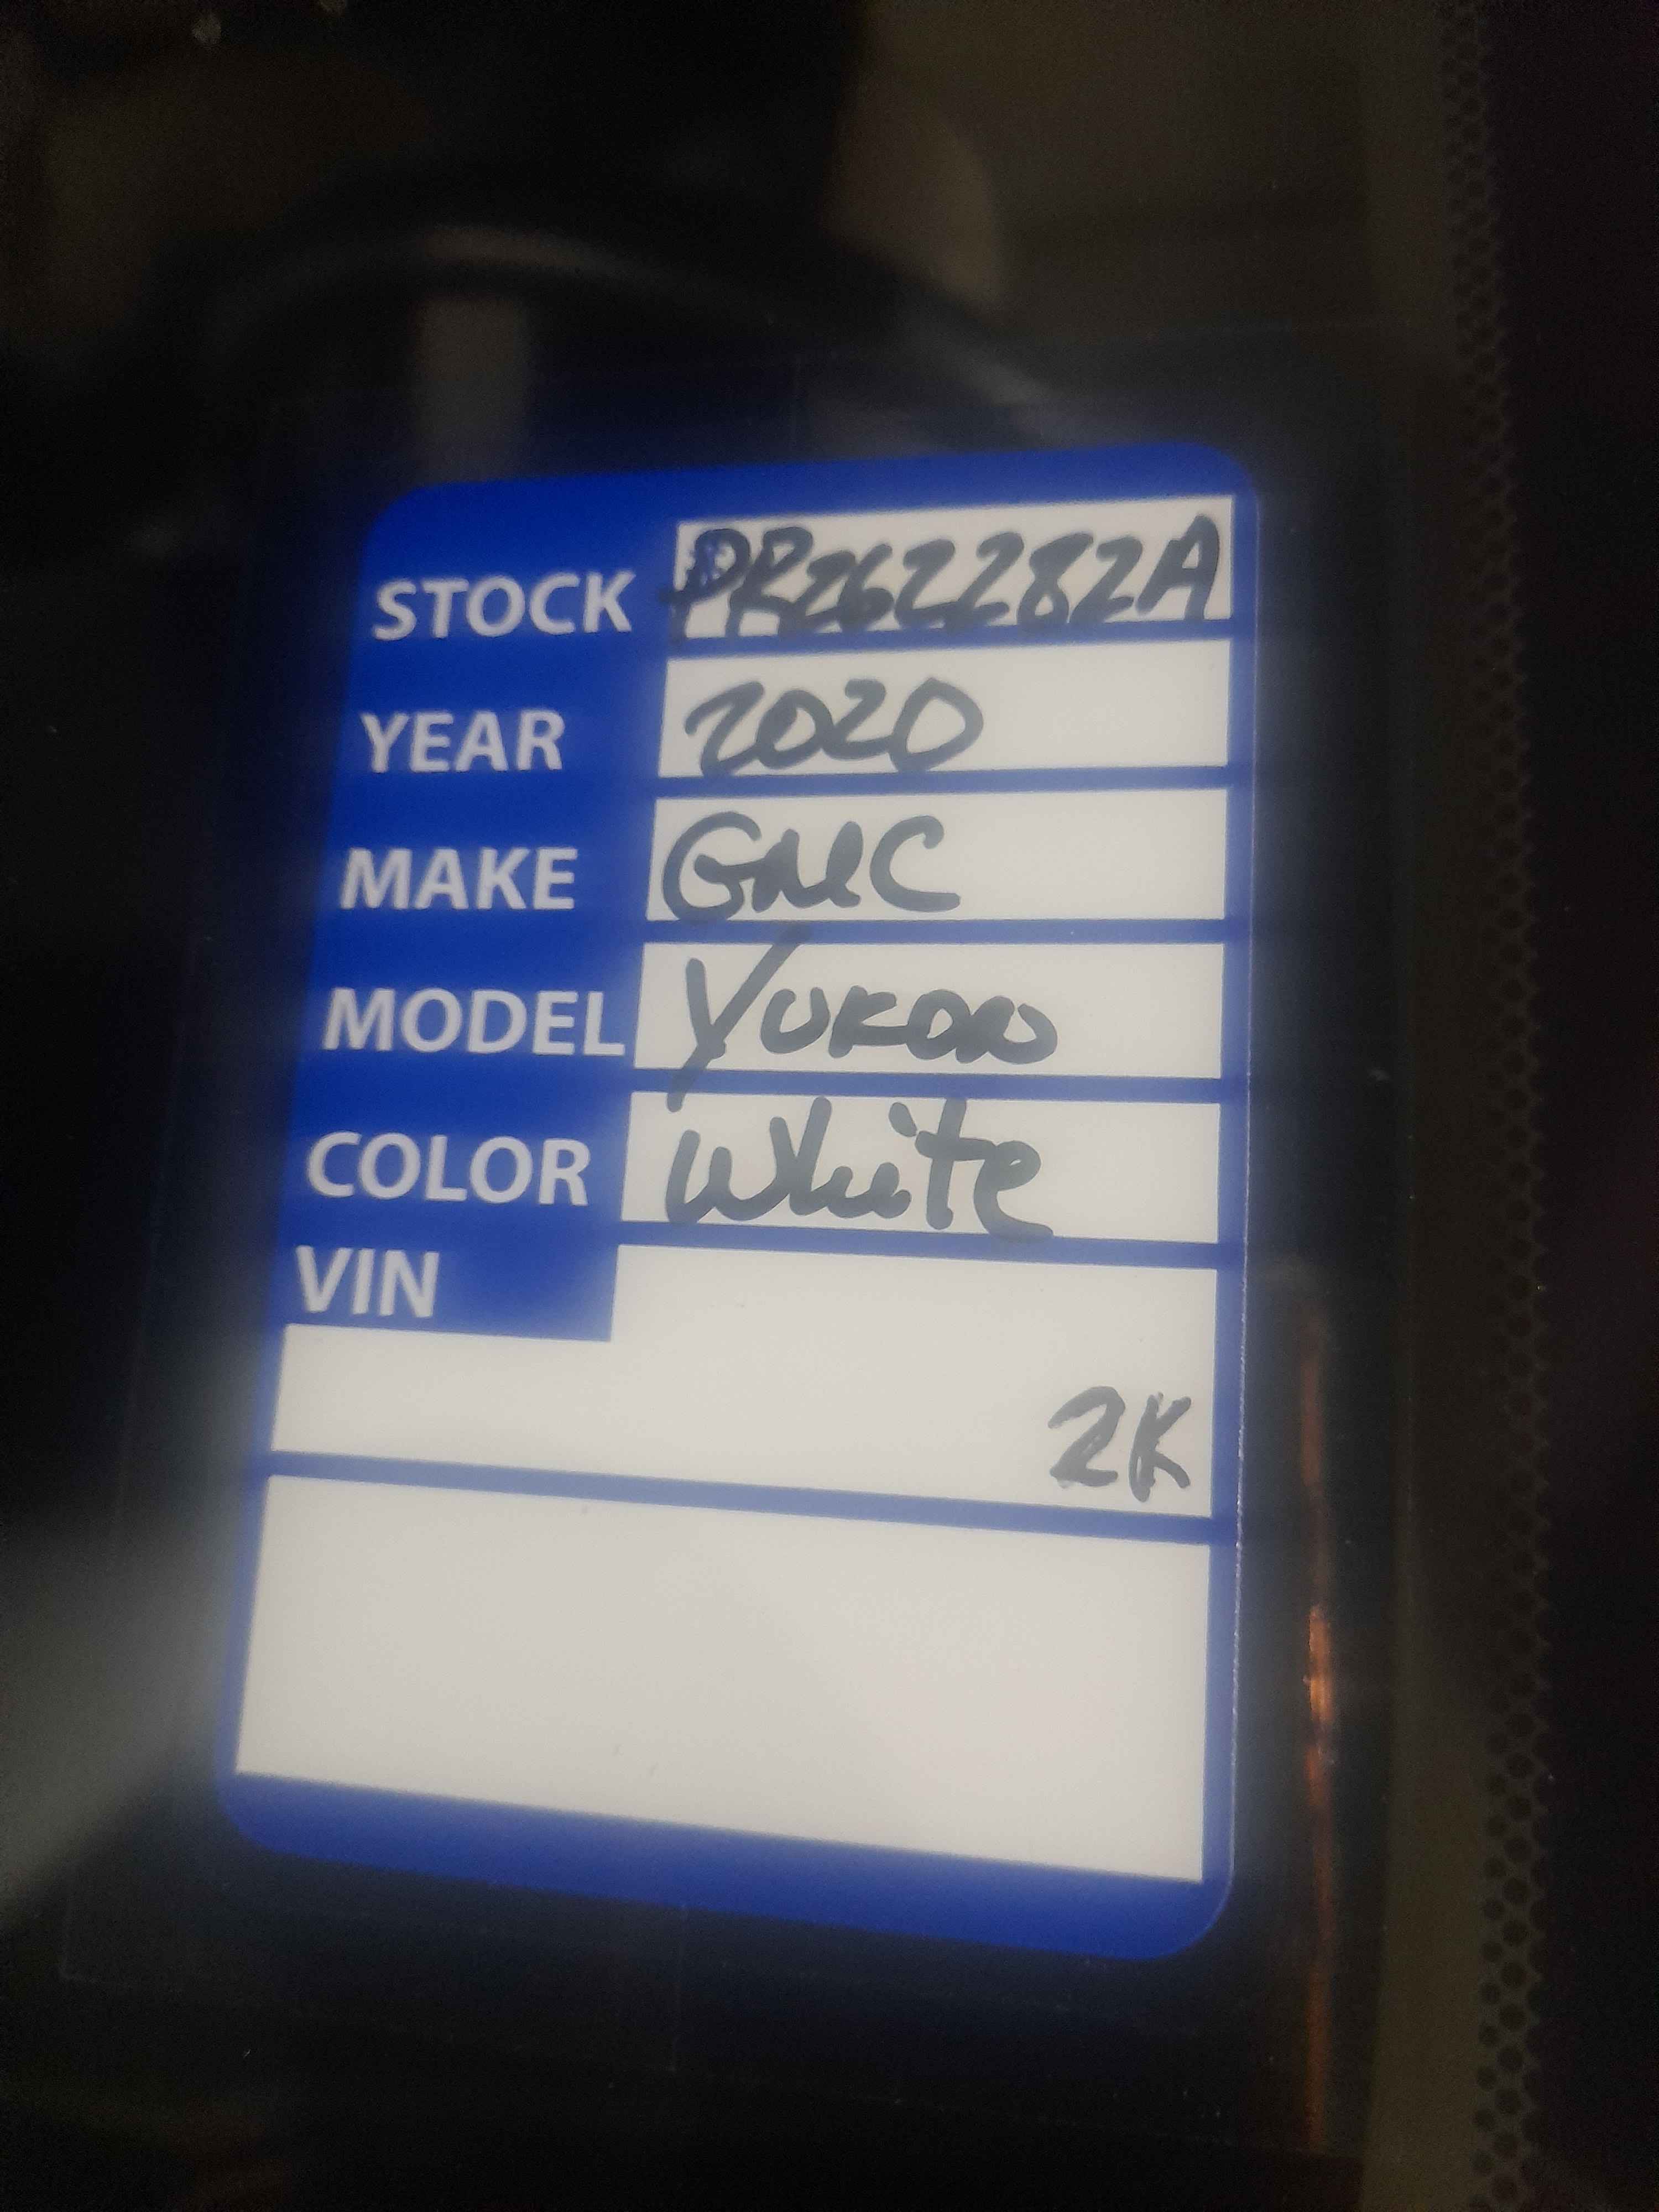 STOCK PR262282A
YEAR 2020
MAKE GMC
MODEL YUKON
COLOR White
VIN
2K